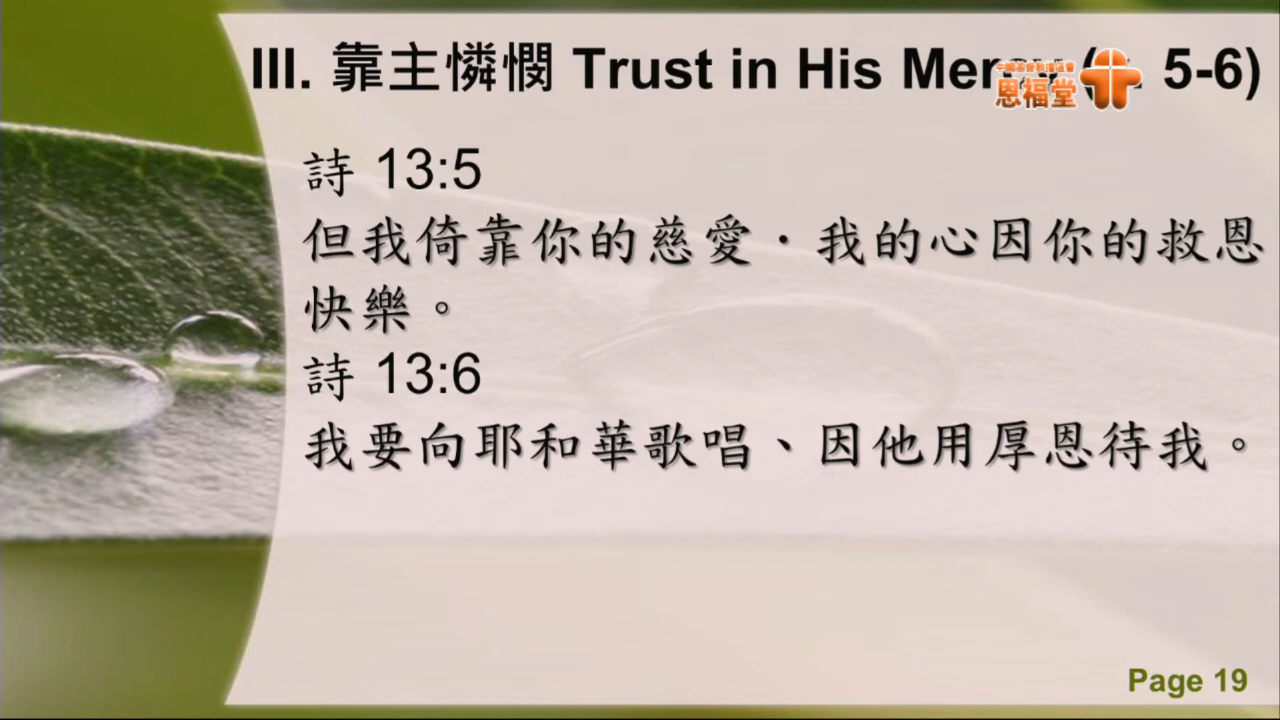 III. 靠主憐憫 Trust in His Mercy ( 5-6)
恩福堂
詩 13:5
但我倚靠你的慈愛．我的心因你的救恩
快樂。
詩 13:6
我要向耶和華歌唱、因他用厚恩待我。
Page 19